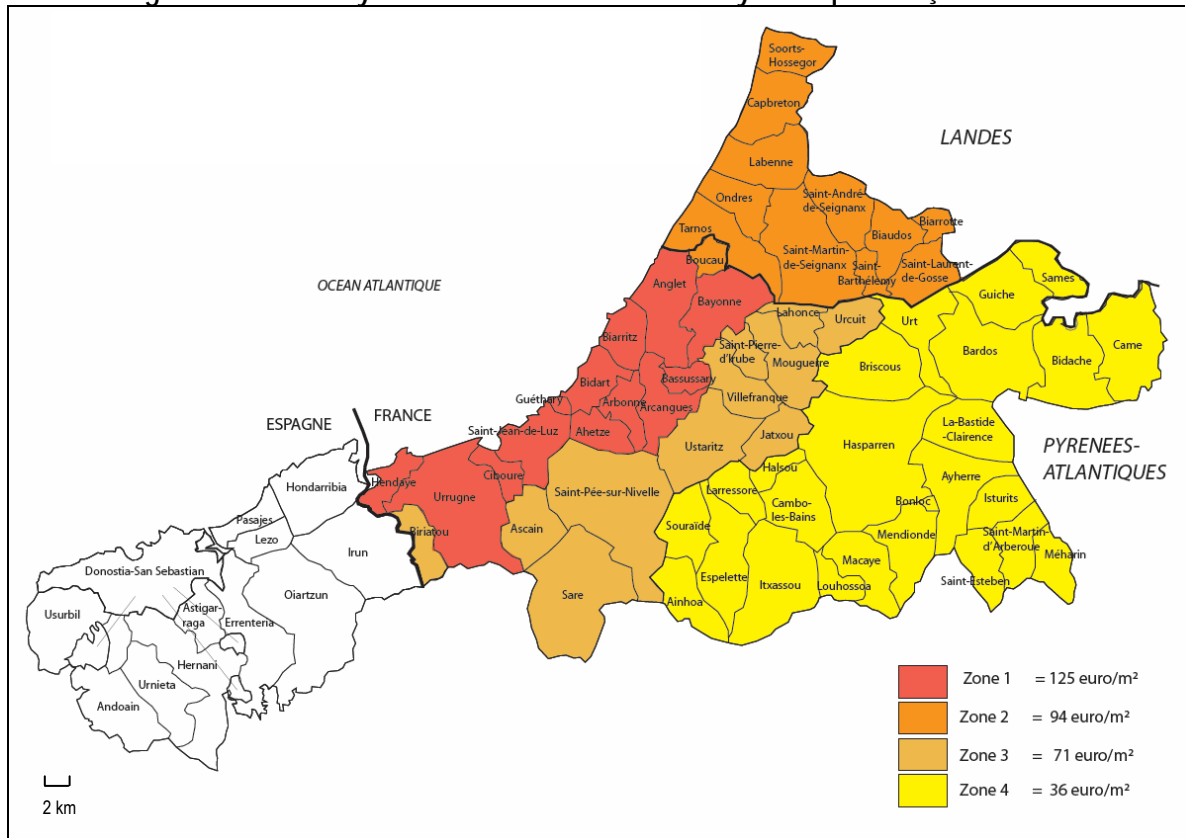 Soorts-
Hossegor
Capbreton
LANDES
Labenne
Ondres
Saint-André-
de-Seignanx
Biarrotte
Tarnos
Biaudos
Saint-Martin-
de-Seignanx
Saint-
Barthélemy
Saint-Laurent-
de-Gosse
Boucau
OCEAN ATLANTIQUE
Anglet
Bayonne
Sames
Guiche
Lahonce
Urcuit
Urt
Biarritz
Saint-Pierre-
d'Irube
Mouguerre
Briscous
Bardos
Bidache
Came
Bidart
Bassussary
Guéthary
Arbonne
Arcangues
Villefranque
ESPAGNE
FRANCE
Saint-Jean-de-Luz
Ahetze
Ustaritz
Jatxou
Hasparren
La-Bastide
-Clairence
PYRENEES-
ATLANTIQUES
Hondarribia
Hendaye
Urrugne
Ciboure
Saint-Pée-sur-Nivelle
Larressore
Halsou
Cambo-
les-Bains
Ayherre
Isturits
Bonloc
Pasajes
Lezo
Irun
Biriatou
Ascain
Souraïde
Mendionde
Saint-Martin-
d'Arberoue
Méharin
Donostia-San Sebastian
Oiartzun
Sare
Ainhoa
Espelette
Itxassou
Macaye
Louhossoa
Saint-Esteben
Usurbil
Astigar-
raga
Errenteria
Hernani
Urnieta
Andoain
Zone 1 = 125 euro/m²
Zone 2 = 94 euro/m²
Zone 3 = 71 euro/m²
Zone 4 = 36 euro/m²
2 km